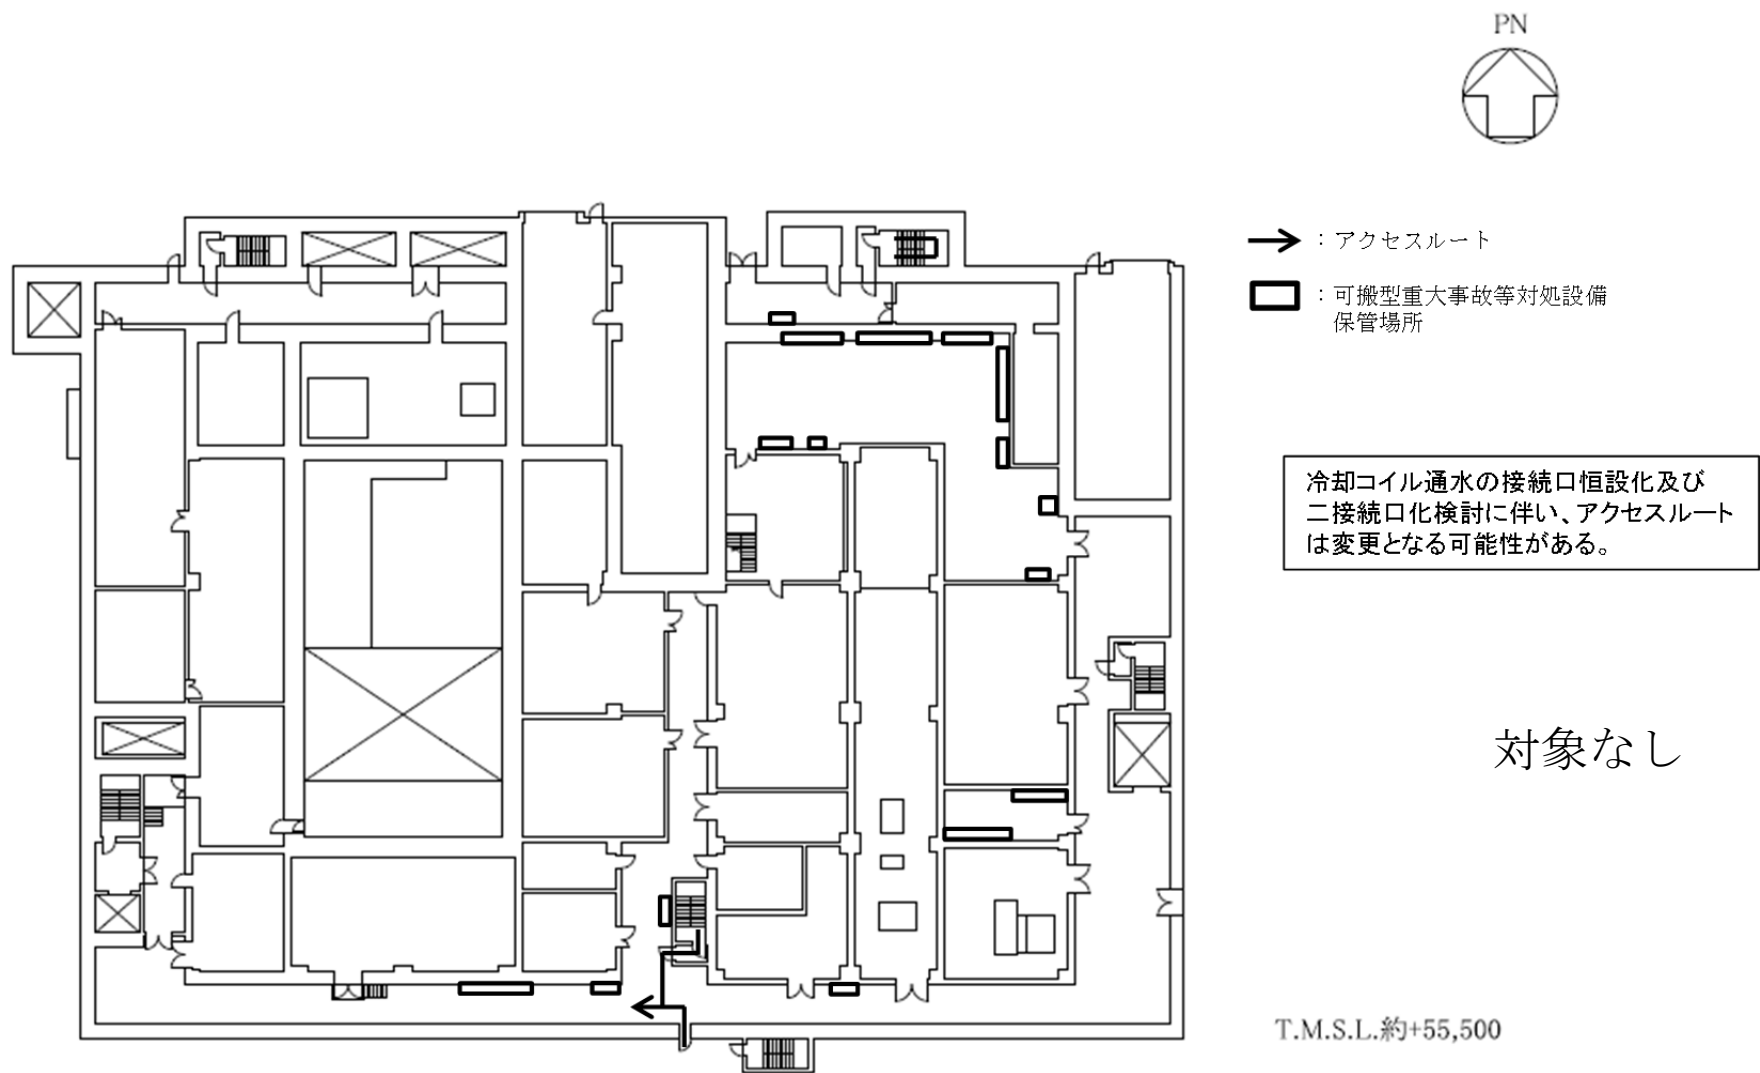 PN
：アクセスルート
：可搬型重大事故等対処設備
保管場所
冷却コイル通水の接続口恒設化及び
二接続口化検討に伴い、アクセスルート
は変更となる可能性がある。
対象なし
T.M.S.L.約+55,500